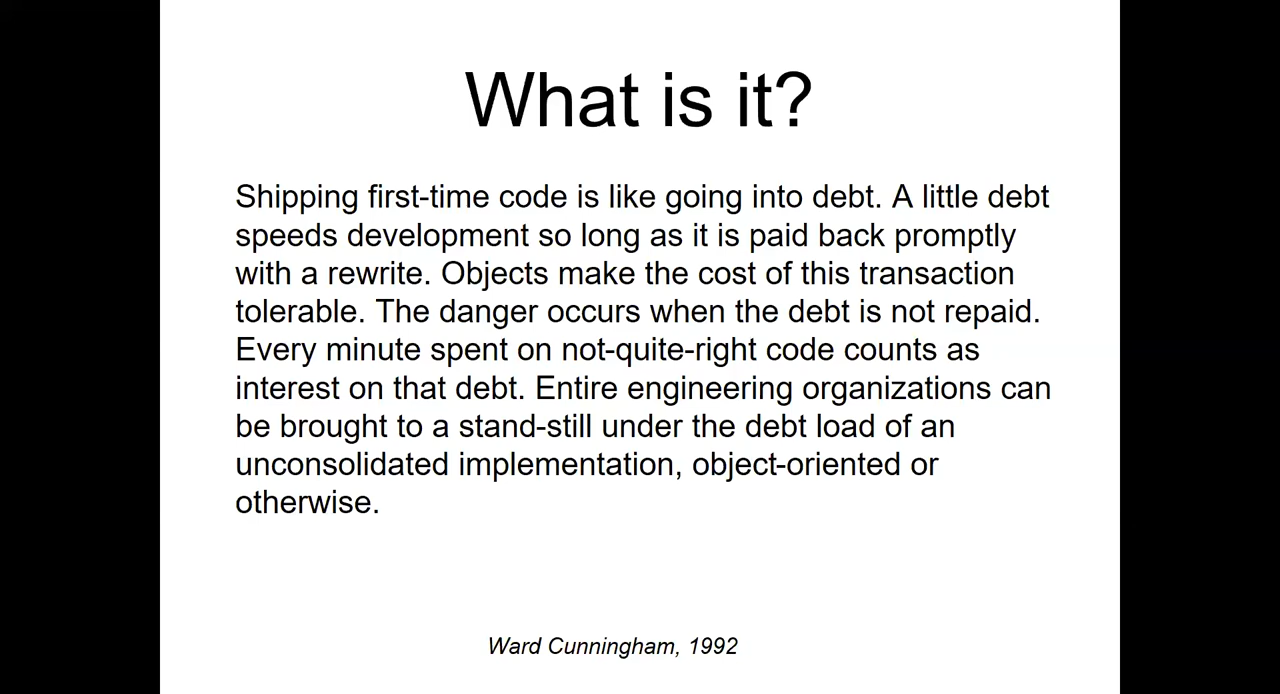 What is it?
Shipping first-time code is like going into debt. A little debt
speeds development so long as it is paid back promptly
with a rewrite. Objects make the cost of this transaction
tolerable. The danger occurs when the debt is not repaid.
Every minute spent on not-quite-right code counts as
interest on that debt. Entire engineering organizations can
be brought to a stand-still under the debt load of an
unconsolidated implementation, object-oriented or
otherwise.
Ward Cunningham, 1992